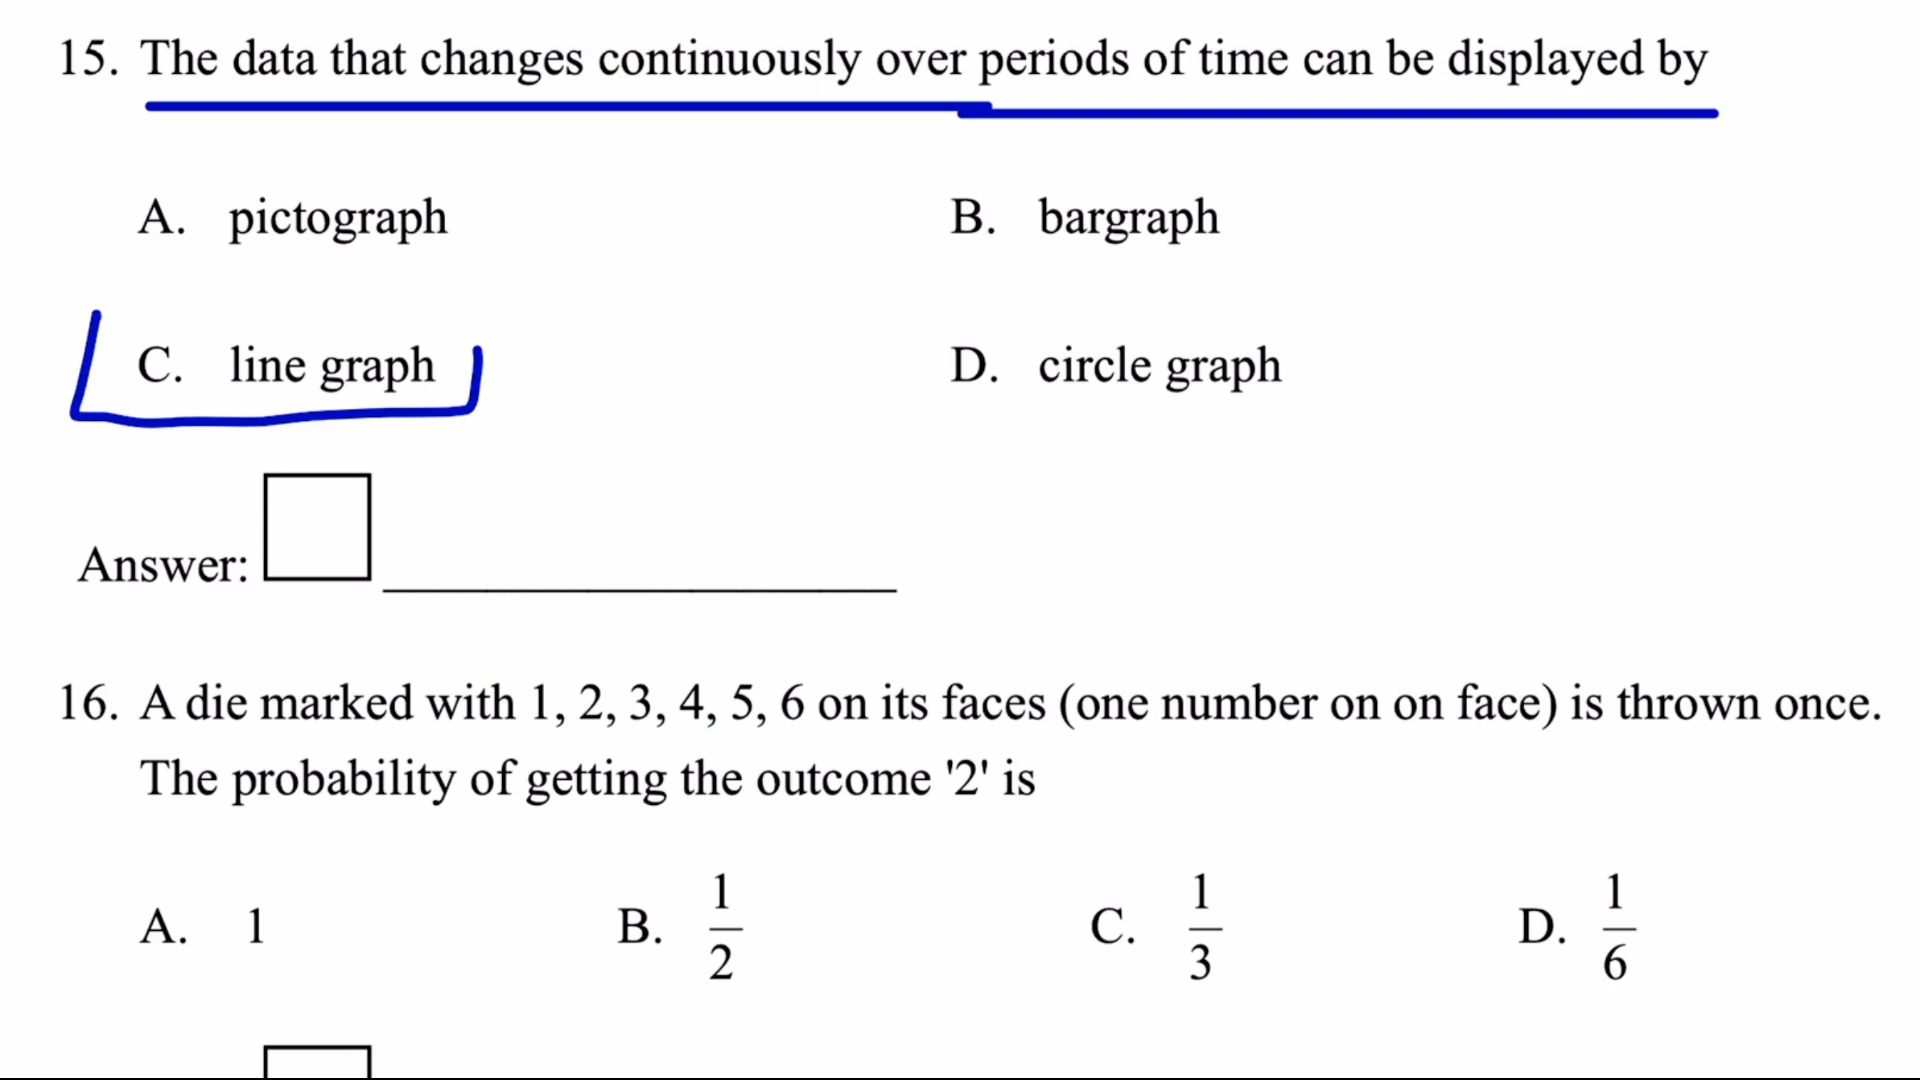 15. The data that changes continuously over periods of time can be displayed by
A. pictograph B. bargraph
C. line graph D. circle graph
Answer:
16. A die marked with 1, 2, 3, 4, 5, 6 on its faces (one number on on face) is thrown once.
The probability of getting the outcome '2' is
A. 1 B. 1/2 C. 1/3 D. 1/6